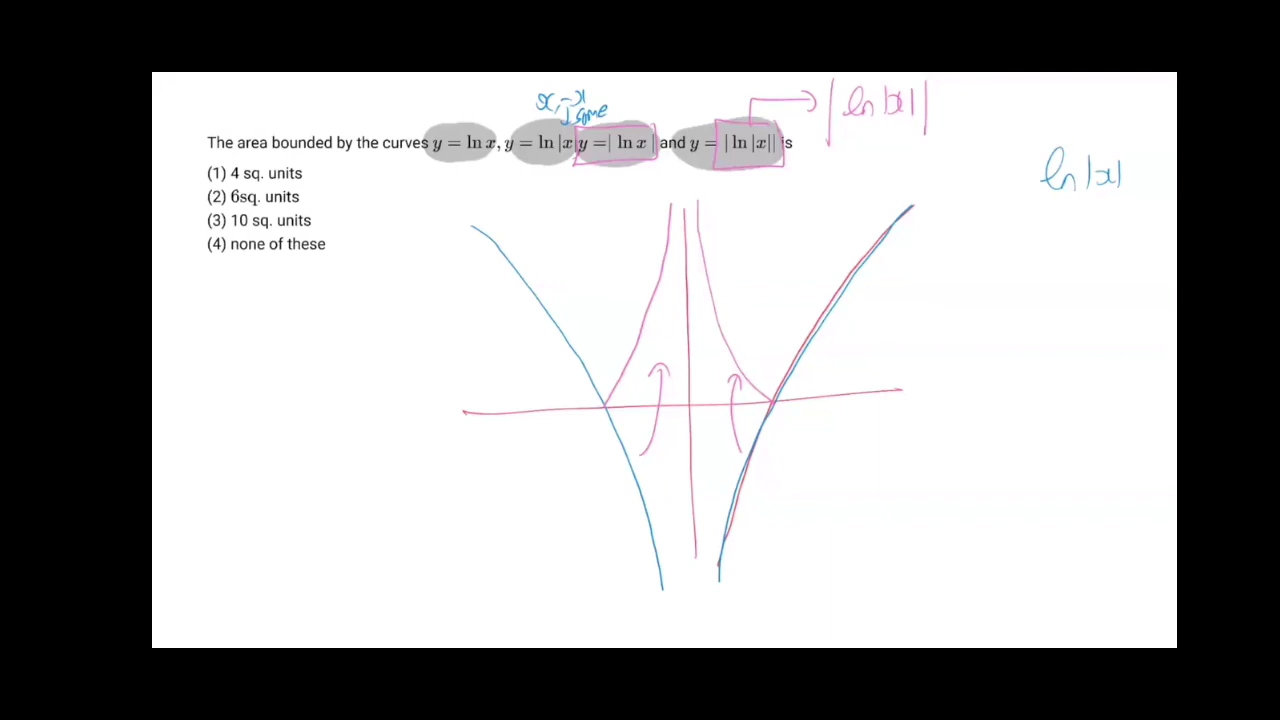 x, -x
↓ same
|ln|x||
The area bounded by the curves y = ln x, y = ln |x| y = | ln x | and y = | ln |x|| is
ln |x|
(1) 4 sq. units
(2) 6sq. units
(3) 10 sq. units
(4) none of these